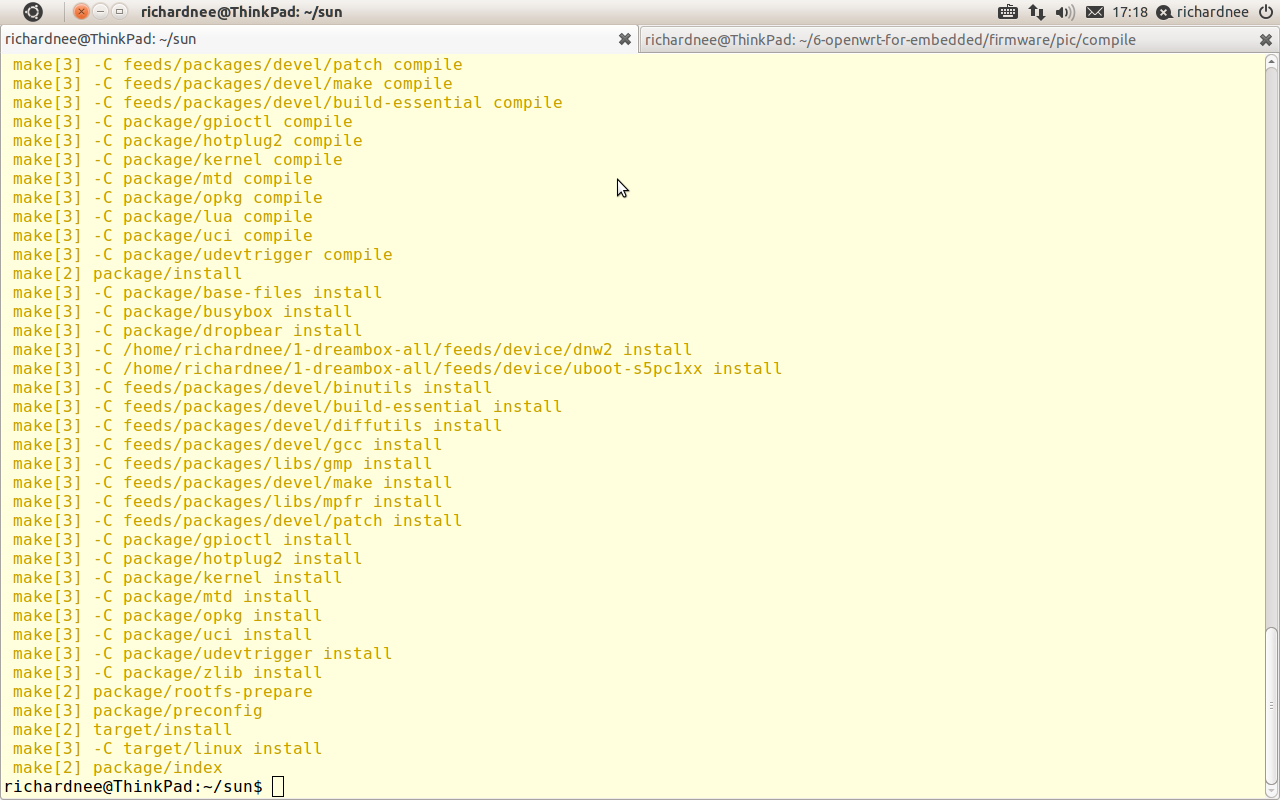 richardnee@ThinkPad: ~/sun
17:18
richardnee
richardnee@ThinkPad: ~/sun
richardnee@ThinkPad: ~/6-openwrt-for-embedded/firmware/pic/compile
make[3] -C feeds/packages/devel/patch compile
make[3] -C feeds/packages/devel/make compile
make[3] -C feeds/packages/devel/build-essential compile
make[3] -C package/gpioctl compile
make[3] -C package/hotplug2 compile
make[3] -C package/kernel compile
make[3] -C package/mtd compile
make[3] -C package/opkg compile
make[3] -C package/lua compile
make[3] -C package/uci compile
make[3] -C package/udevtrigger compile
make[2] package/install
make[3] -C package/base-files install
make[3] -C package/busybox install
make[3] -C package/dropbear install
make[3] -C /home/richardnee/1-dreambox-all/feeds/device/dnw2 install
make[3] -C /home/richardnee/1-dreambox-all/feeds/device/uboot-s5pc1xx install
make[3] -C feeds/packages/devel/binutils install
make[3] -C feeds/packages/devel/build-essential install
make[3] -C feeds/packages/devel/diffutils install
make[3] -C feeds/packages/devel/gcc install
make[3] -C feeds/packages/libs/gmp install
make[3] -C feeds/packages/devel/make install
make[3] -C feeds/packages/libs/mpfr install
make[3] -C feeds/packages/devel/patch install
make[3] -C package/gpioctl install
make[3] -C package/hotplug2 install
make[3] -C package/kernel install
make[3] -C package/mtd install
make[3] -C package/opkg install
make[3] -C package/uci install
make[3] -C package/udevtrigger install
make[3] -C package/zlib install
make[2] package/rootfs-prepare
make[3] package/preconfig
make[2] target/install
make[3] -C target/linux install
make[2] package/index
richardnee@ThinkPad:~/sun$